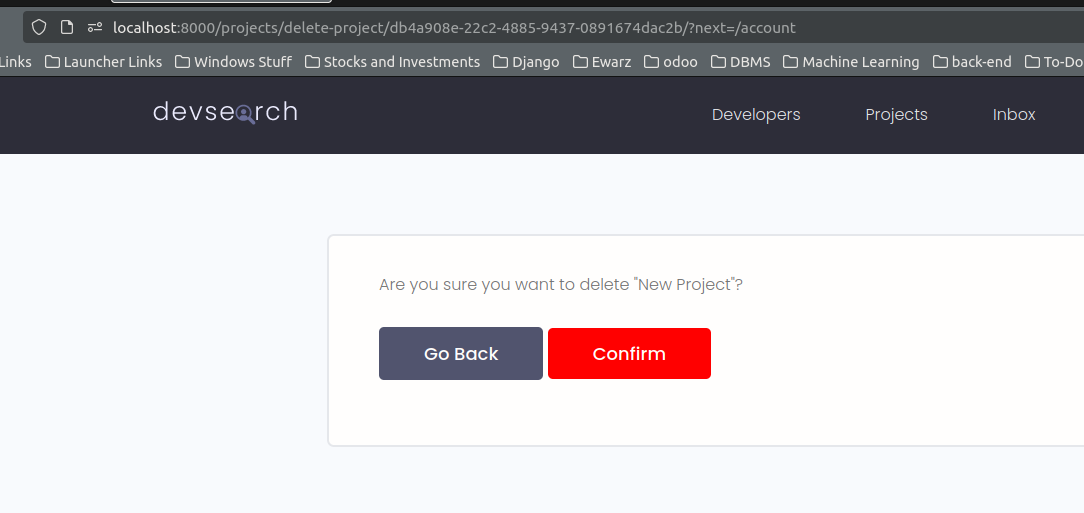 localhost:8000/projects/delete-project/db4a908e-22c2-4885-9437-0891674dac2b/?next=/account
Links Launcher Links Windows Stuff Stocks and Investments Django Ewarz odoo DBMS Machine Learning back-end To-Do
devsearch Developers Projects Inbox
Are you sure you want to delete "New Project"?
Go Back Confirm